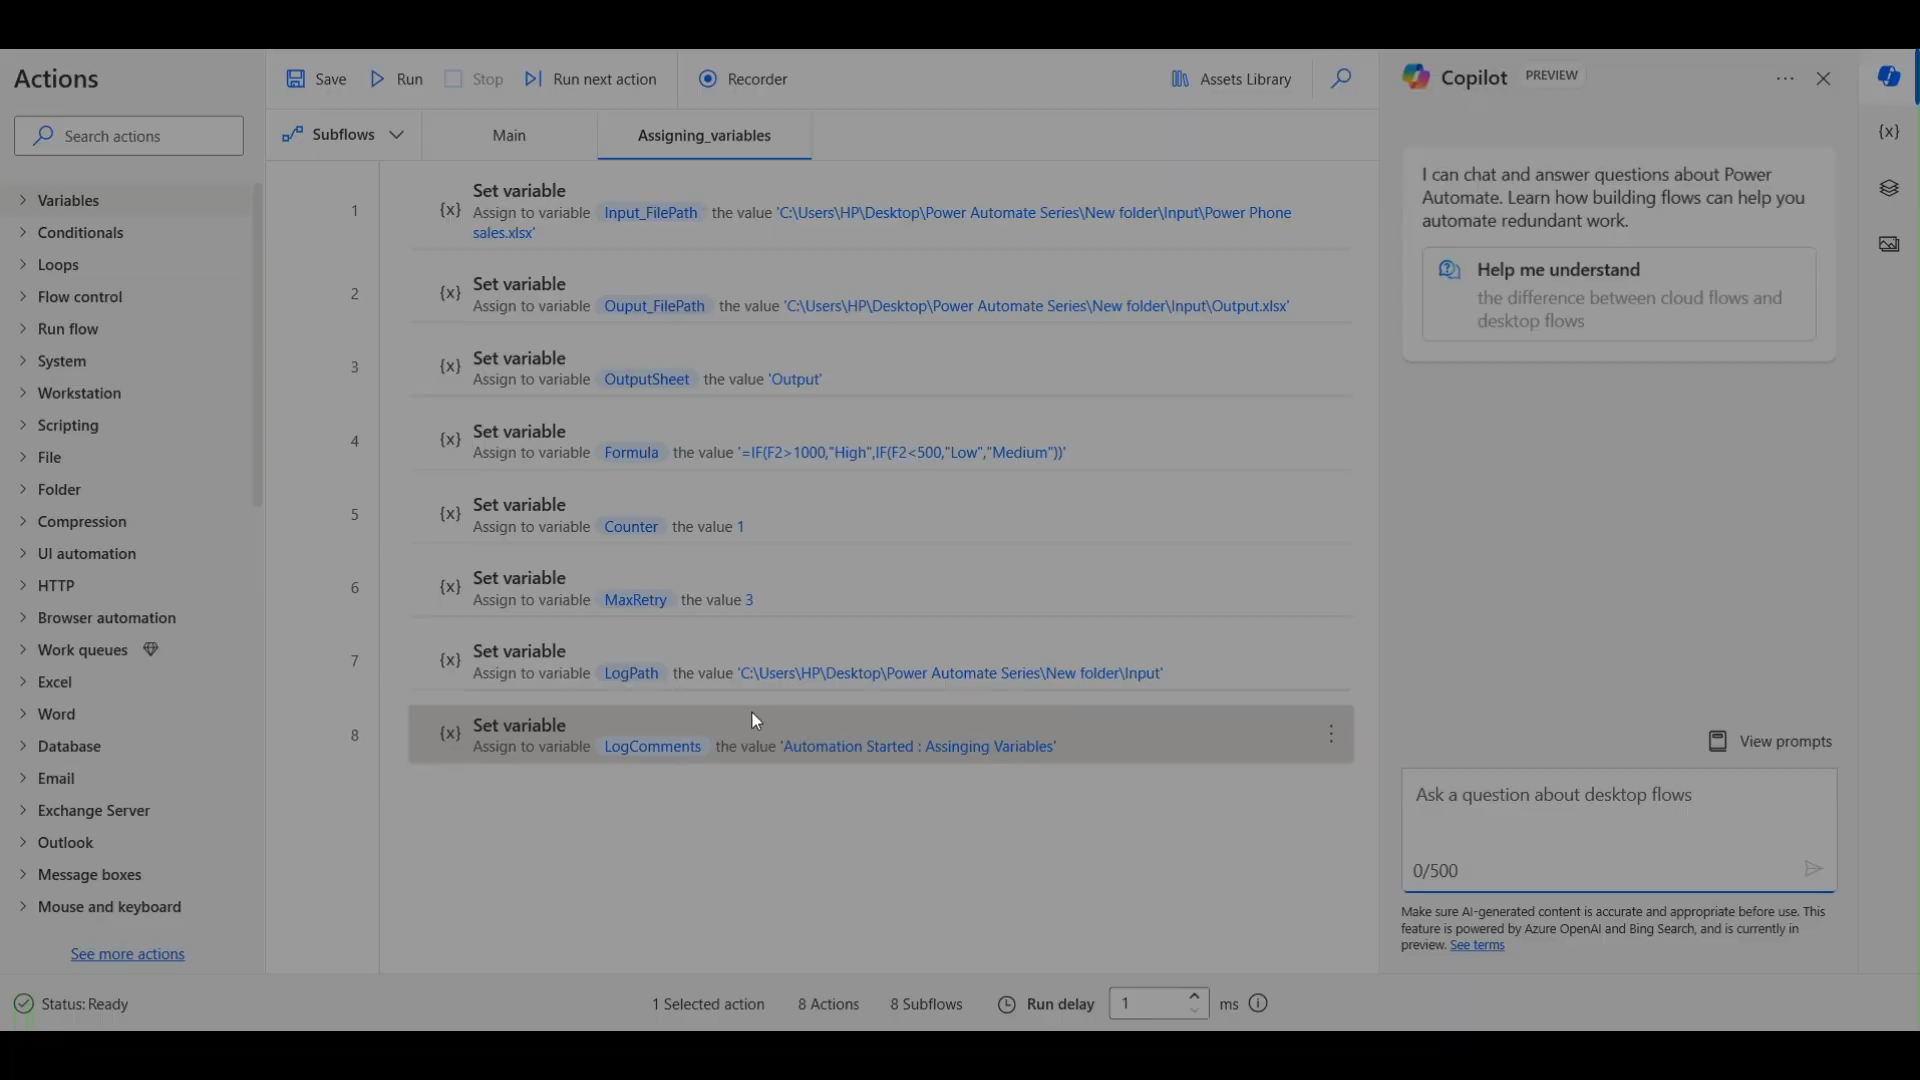 Actions
Search actions
Variables
Conditionals
Loops
Flow control
Run flow
System
Workstation
Scripting
File
Folder
Compression
UI automation
HTTP
Browser automation
Work queues
Excel
Word
Database
Email
Exchange Server
Outlook
Message boxes
Mouse and keyboard
See more actions
Save Run Stop Run next action Recorder Assets Library
Subflows Main Assigning_variables
1 {x} Set variable
Assign to variable Input_FilePath the value 'C:\Users\HP\Desktop\Power Automate Series\New folder\Input\Power Phone
sales.xlsx'
2 {x} Set variable
Assign to variable Ouput_FilePath the value 'C:\Users\HP\Desktop\Power Automate Series\New folder\Input\Output.xlsx'
3 {x} Set variable
Assign to variable OutputSheet the value 'Output'
4 {x} Set variable
Assign to variable Formula the value '=IF(F2>1000,"High",IF(F2<500,"Low","Medium"))'
5 {x} Set variable
Assign to variable Counter the value 1
6 {x} Set variable
Assign to variable MaxRetry the value 3
7 {x} Set variable
Assign to variable LogPath the value 'C:\Users\HP\Desktop\Power Automate Series\New folder\Input'
8 {x} Set variable
Assign to variable LogComments the value 'Automation Started : Assinging Variables'
Copilot PREVIEW
{x}
I can chat and answer questions about Power
Automate. Learn how building flows can help you
automate redundant work.
Help me understand
the difference between cloud flows and
desktop flows
View prompts
Ask a question about desktop flows
0/500
Make sure AI-generated content is accurate and appropriate before use. This
feature is powered by Azure OpenAI and Bing Search, and is currently in
preview. See terms
Status: Ready 1 Selected action 8 Actions 8 Subflows Run delay 1 ms